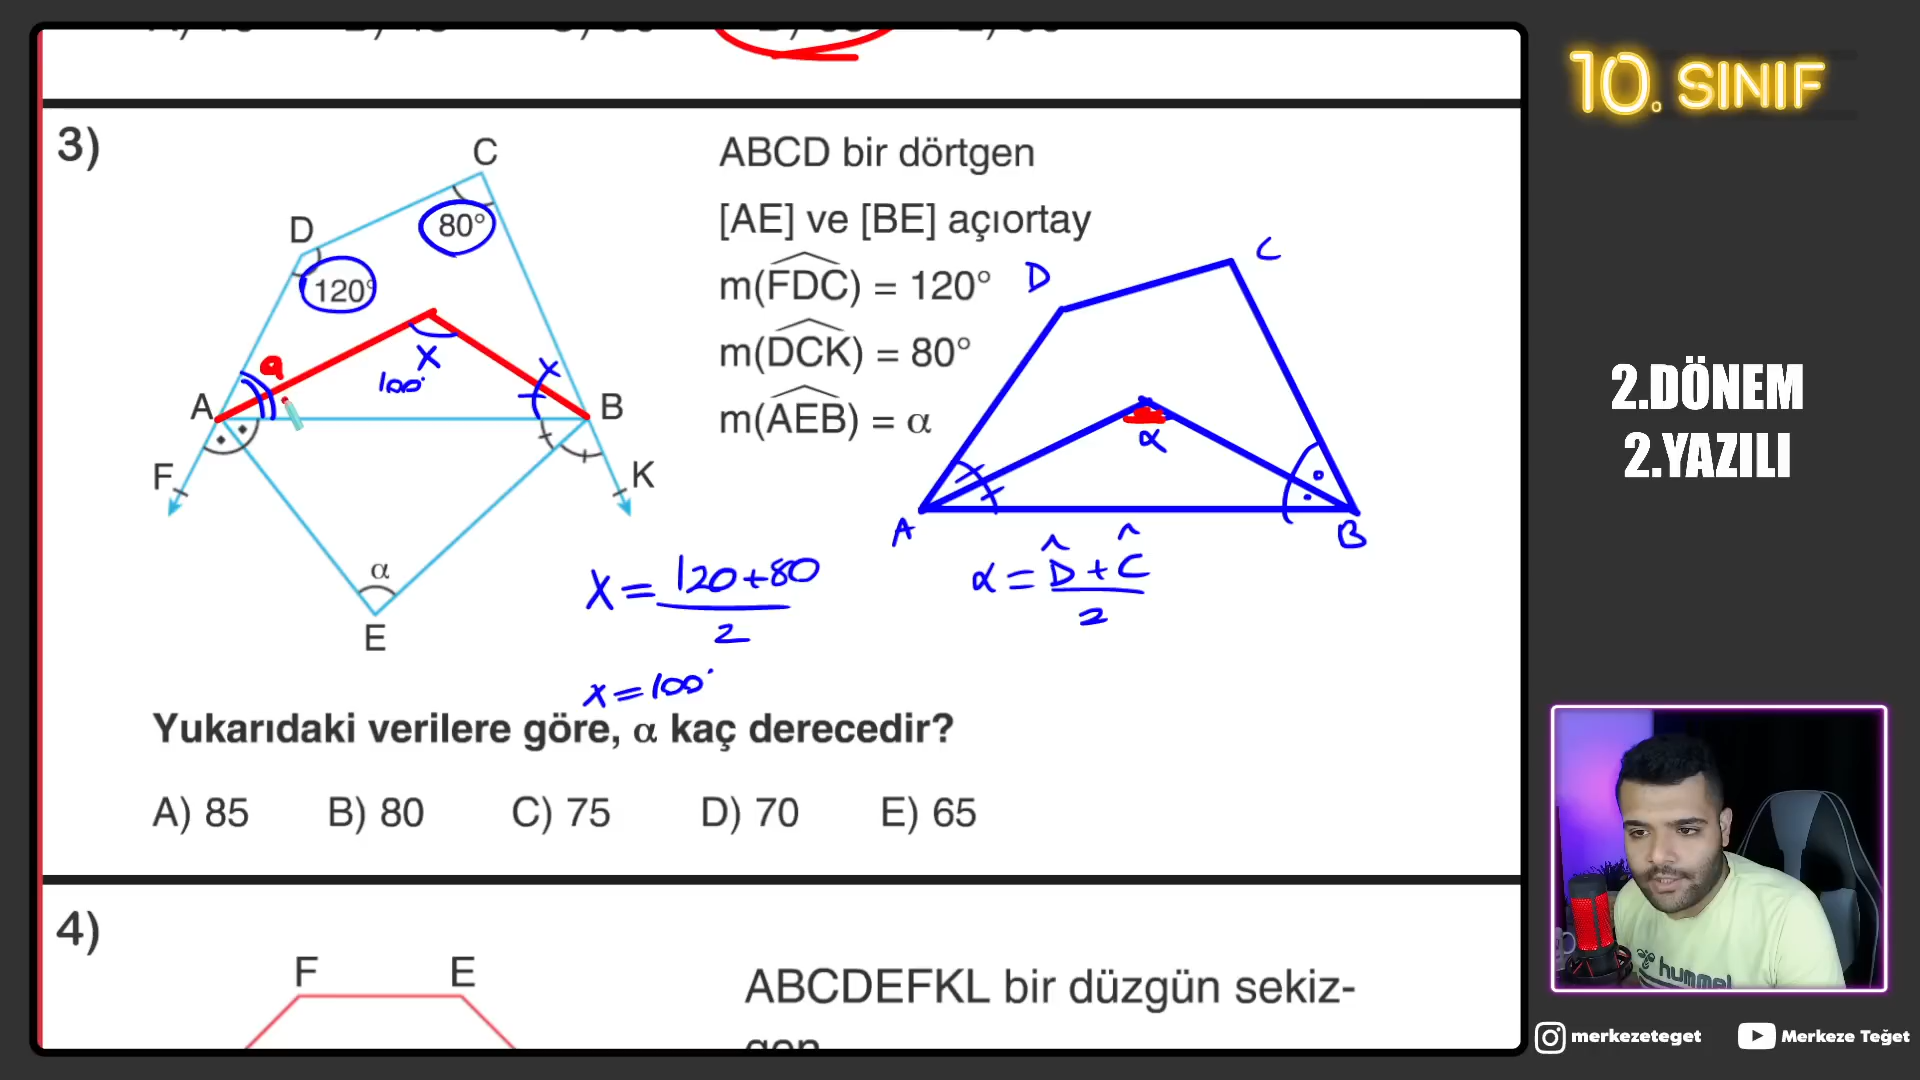 10. SINIF
3)
C
D
80°
120°
a
x
100°
x
A
B
F
K
α
E
ABCD bir dörtgen
[AE] ve [BE] açıortay
m(FDC) = 120°
m(DCK) = 80°
m(AEB) = α
D
C
α
A
B
x = 120+80
2
x = 100°
α = D + C
2
Yukarıdaki verilere göre, α kaç derecedir?
A) 85 B) 80 C) 75 D) 70 E) 65
4)
F E
ABCDEFKL bir düzgün sekiz-
2.DÖNEM
2.YAZILI
hummel
merkezeteget
Merkeze Teğet